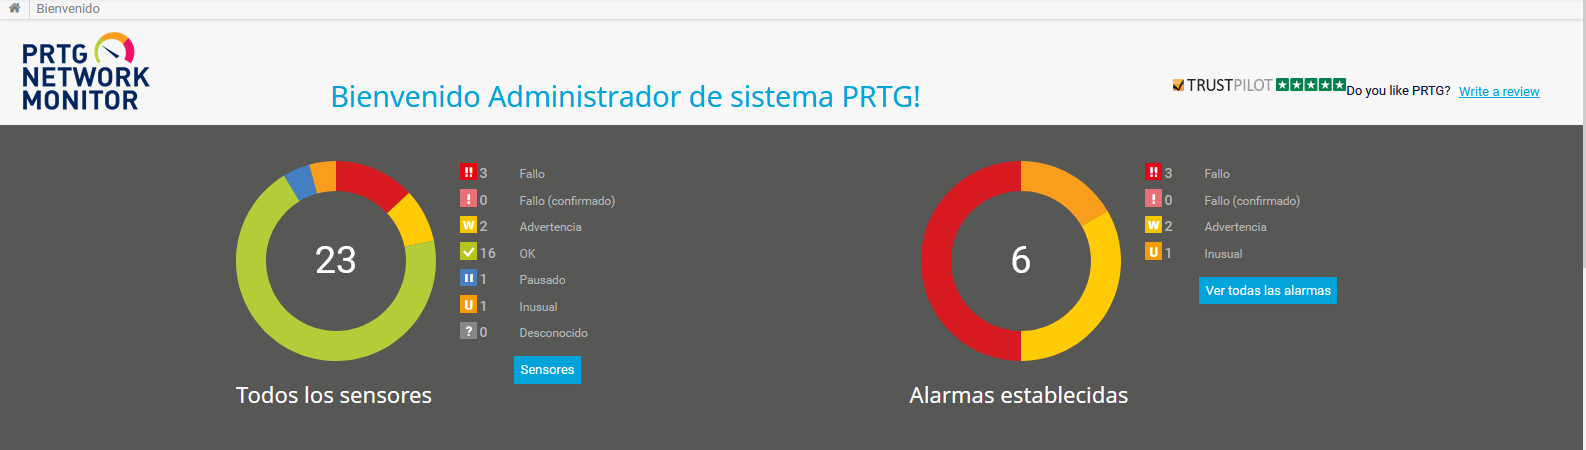 Bienvenido
PRTG
NETWORK
MONITOR
Bienvenido Administrador de sistema PRTG!
TRUSTPILOT Do you like PRTG? Write a review
23
!! 3 Fallo
! 0 Fallo (confirmado)
W 2 Advertencia
16 OK
1 Pausado
U 1 Inusual
? 0 Desconocido
Sensores
Todos los sensores
6
!! 3 Fallo
! 0 Fallo (confirmado)
W 2 Advertencia
U 1 Inusual
Ver todas las alarmas
Alarmas establecidas